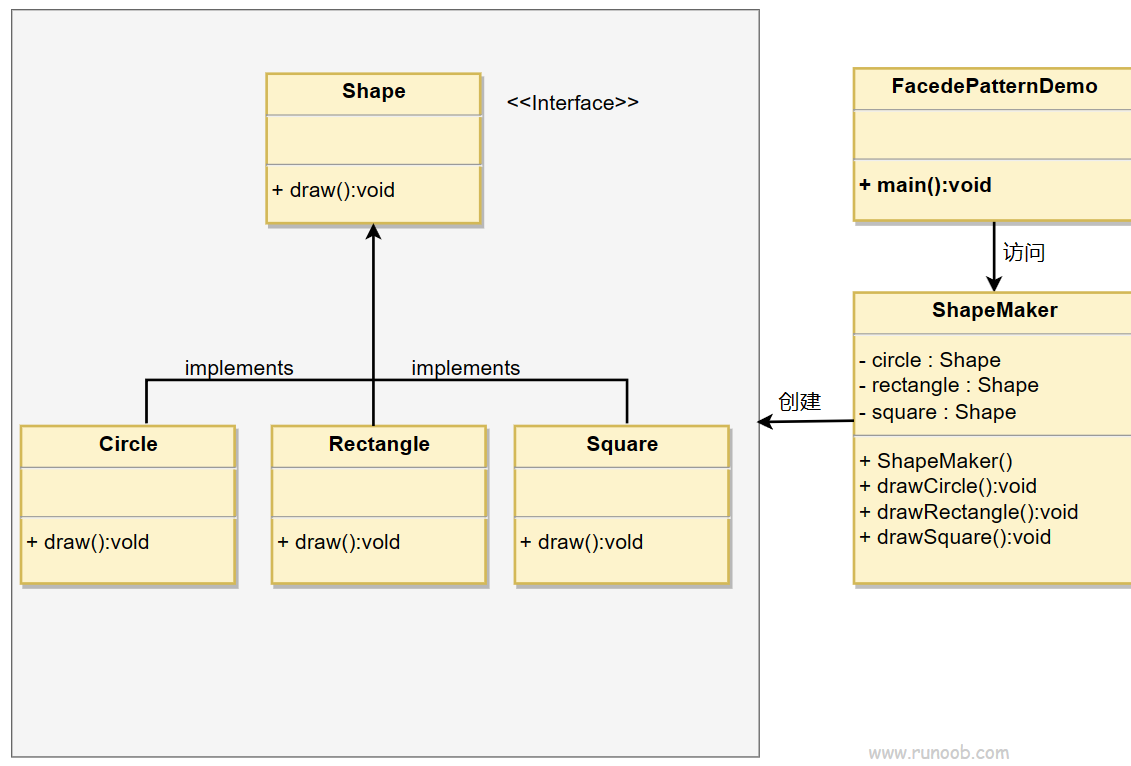 Shape
<<Interface>>
+ draw():void
implements
implements
Circle
+ draw():vold
Rectangle
+ draw():vold
Square
+ draw():vold
FacedePatternDemo
+ main():void
访问
ShapeMaker
- circle : Shape
- rectangle : Shape
- square : Shape
+ ShapeMaker()
+ drawCircle():void
+ drawRectangle():void
+ drawSquare():void
创建
www.runoob.com